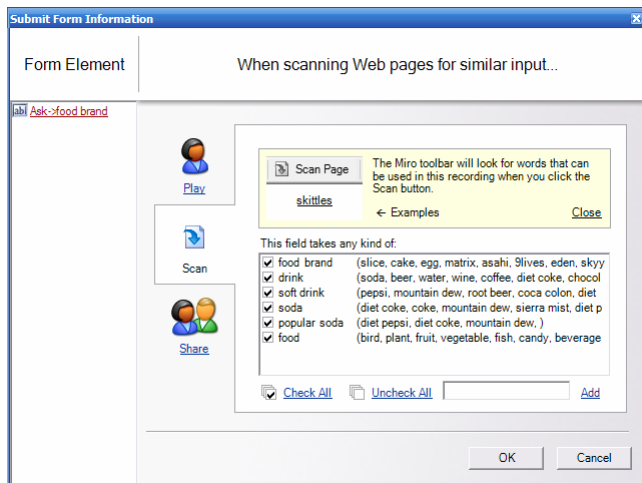 Submit Form Information
Form Element
When scanning Web pages for similar input...
Ask->food brand
Play
Scan
Share
Scan Page
skittles
The Miro toolbar will look for words that can
be used in this recording when you click the
Scan button.
← Examples
Close
This field takes any kind of:
food brand (slice, cake, egg, matrix, asahi, 9lives, eden, skyy
drink (soda, beer, water, wine, coffee, diet coke, chocol
soft drink (pepsi, mountain dew, root beer, coca colon, diet
soda (diet coke, coke, mountain dew, sierra mist, diet p
popular soda (diet pepsi, diet coke, mountain dew, )
food (bird, plant, fruit, vegetable, fish, candy, beverage
Check All Uncheck All Add
OK Cancel